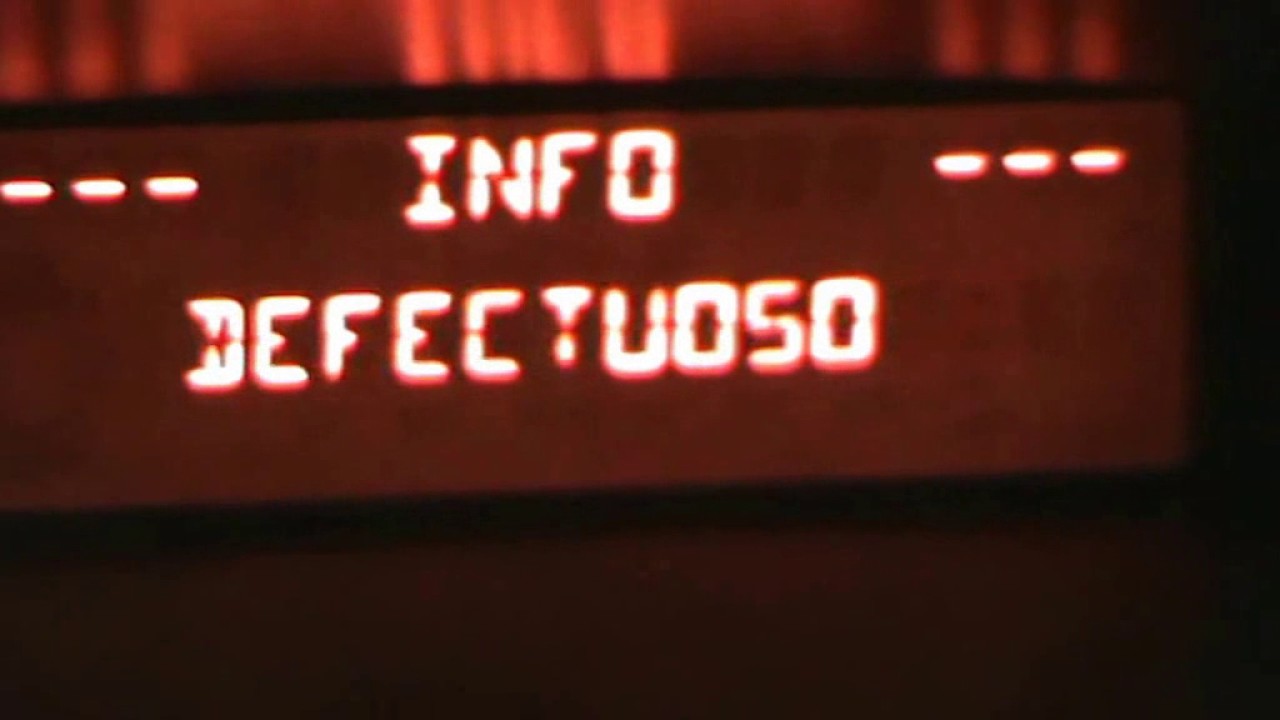 --- INFO ---
DEFECTUOSO